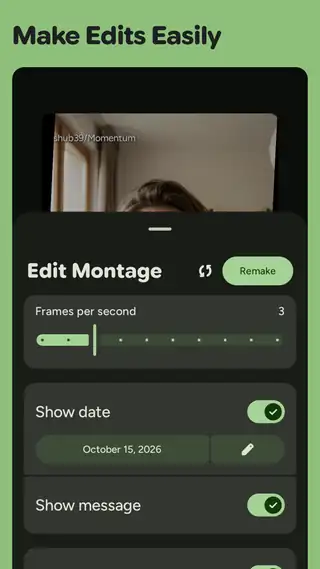 Make Edits Easily
shub39/Momentum
Edit Montage
Remake
Frames per second
3
Show date
October 15, 2026
Show message